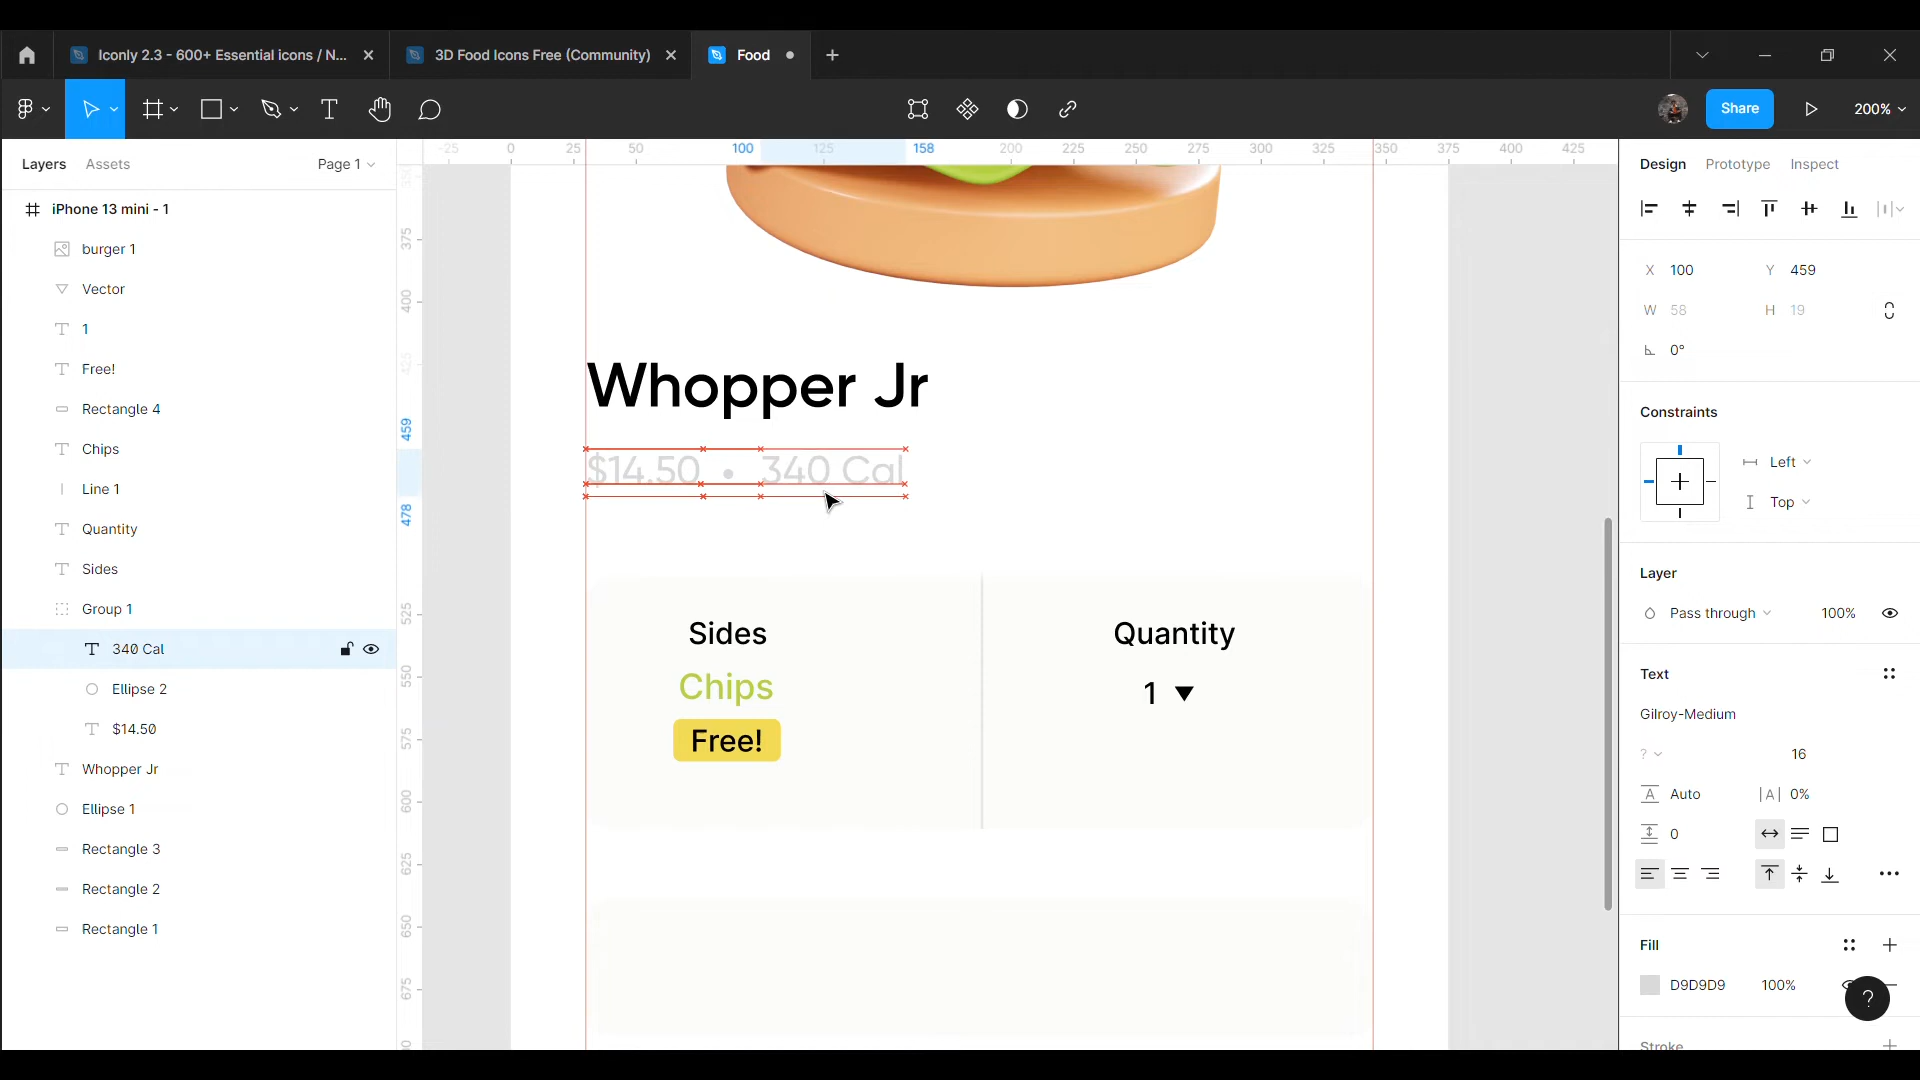 Iconly 2.3 - 600+ Essential icons / N...
3D Food Icons Free (Community)
Food
Share
200%
Layers
Assets
Page 1
iPhone 13 mini - 1
burger 1
Vector
1
Free!
Rectangle 4
Chips
Line 1
Quantity
Sides
Group 1
340 Cal
Ellipse 2
$14.50
Whopper Jr
Ellipse 1
Rectangle 3
Rectangle 2
Rectangle 1
-25 0 25 50 100 125 158 200 225 250 275 300 325 350 375 400 425
375
400
425
459
478
525
550
575
600
625
650
675
Whopper Jr
$14.50 • 340 Cal
Sides
Chips
Free!
Quantity
1
Design
Prototype
Inspect
X 100
Y 459
W 58
H 19
0°
Constraints
Left
Top
Layer
Pass through
100%
Text
Gilroy-Medium
?
16
Auto
|A| 0%
0
Fill
D9D9D9
100%
?
Stroke